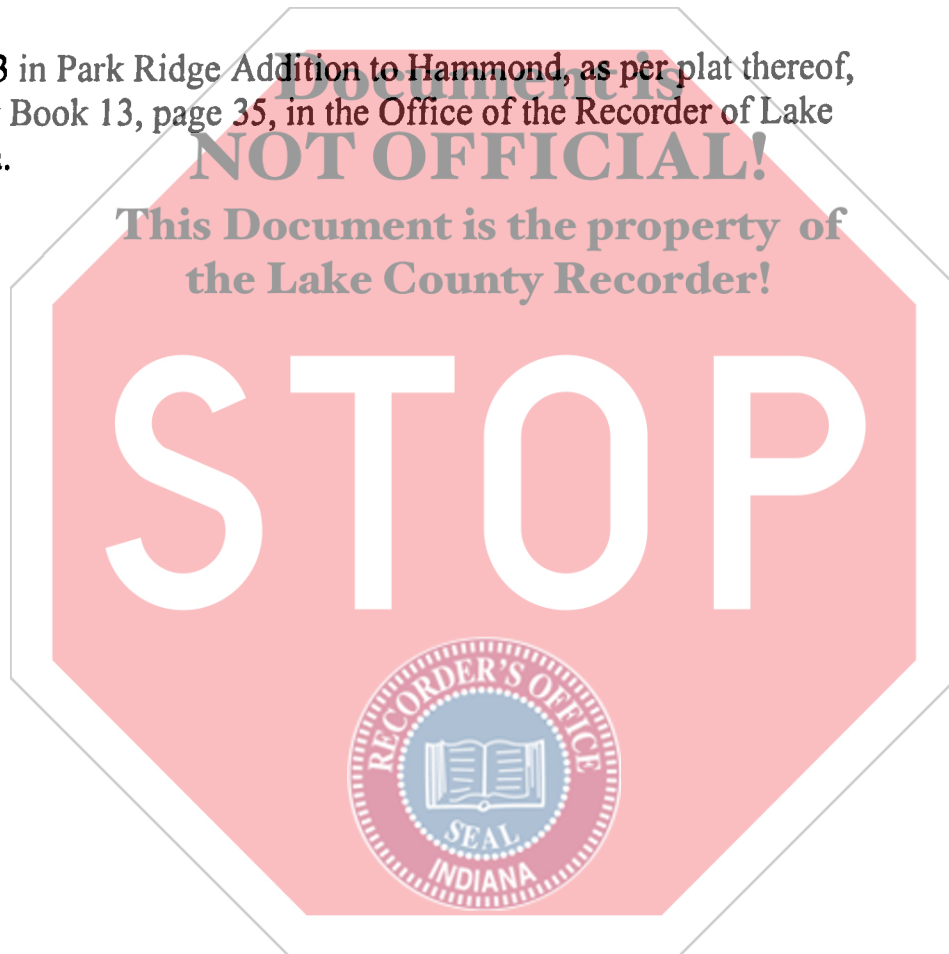 3 in Park Ridge Addition to Hammond, as per plat thereof,
Document is
Book 13, page 35, in the Office of the Recorder of Lake
NOT OFFICIAL!
This Document is the property of
the Lake County Recorder!
STOP
RECORDER'S OFFICE
SEAL
INDIANA